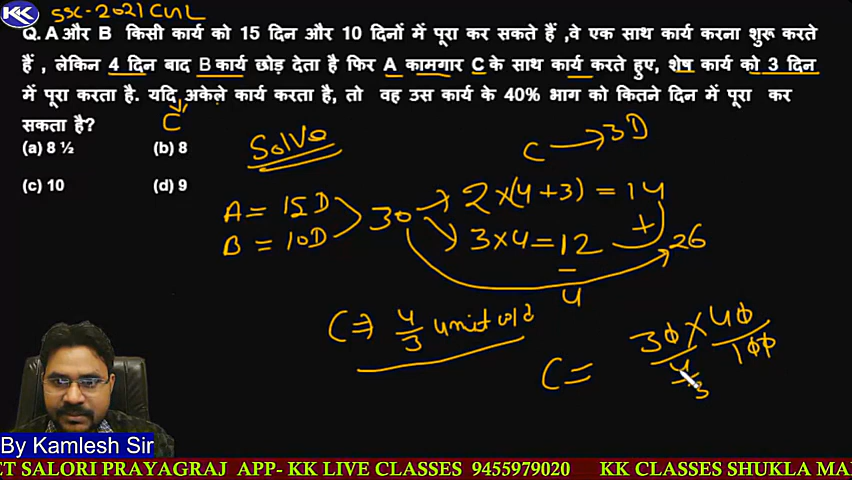 KK SSC-2021 CGL
Q. A और B किसी कार्य को 15 दिन और 10 दिनों में पूरा कर सकते हैं ,वे एक साथ कार्य करना शुरू करते
हैं , लेकिन 4 दिन बाद B कार्य छोड़ देता है फिर A कामगार C के साथ कार्य करते हुए, शेष कार्य को 3 दिन
में पूरा करता है. यदि अकेले कार्य करता है, तो वह उस कार्य के 40% भाग को कितने दिन में पूरा कर
सकता है?
C
(a) 8 ½ (b) 8
(c) 10 (d) 9
Solve
C → 3D
A = 15D
B = 10D
30
2×(4+3) = 14
3×4=12
+
26
4
C⇒ 4/3 unit
C= 30/4 × 40/100
3
By Kamlesh Sir
ET SALORI PRAYAGRAJ APP- KK LIVE CLASSES 9455979020 KK CLASSES SHUKLA MA